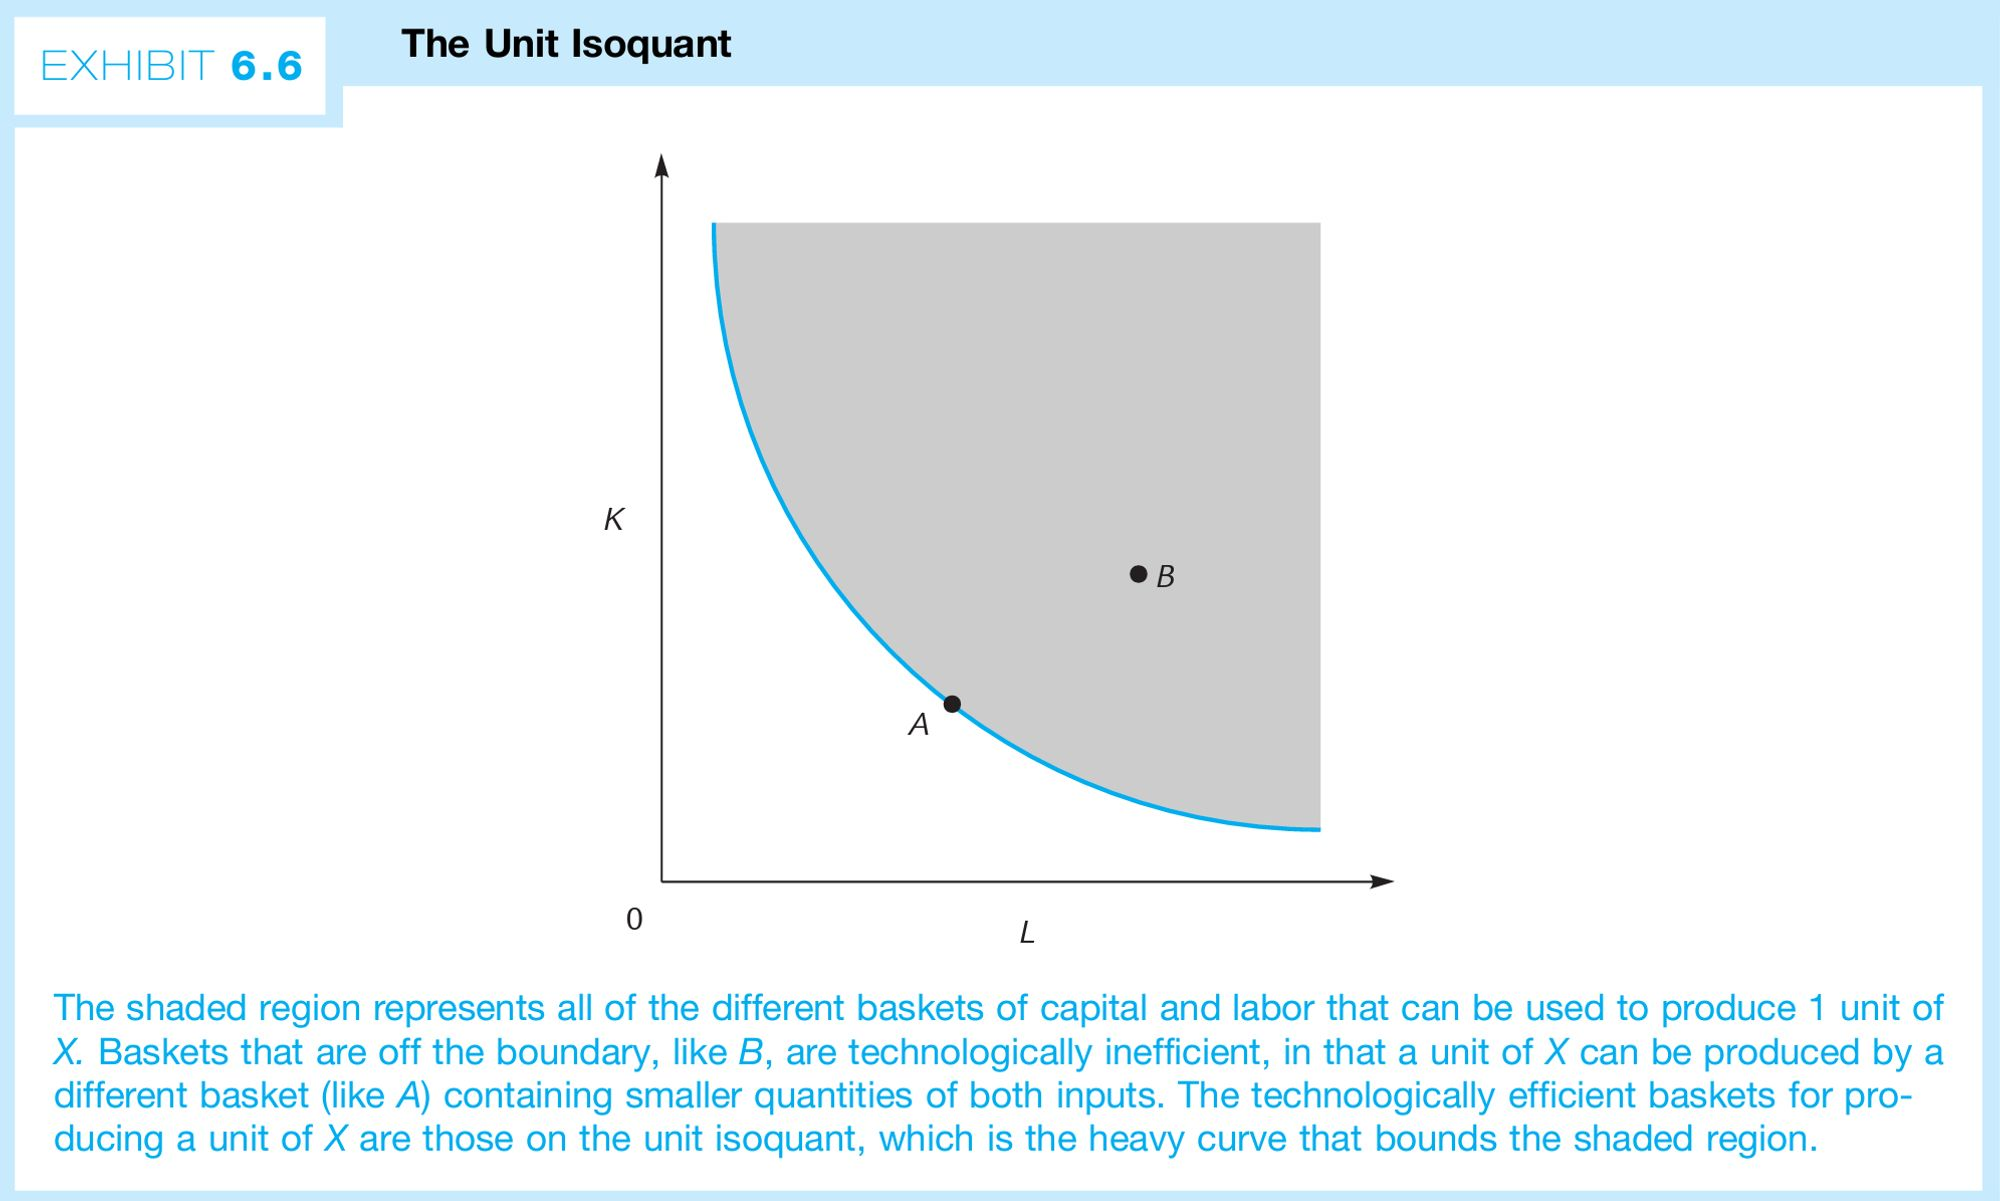 EXHIBIT 6.6
The Unit Isoquant
K
B
A
0
L
The shaded region represents all of the different baskets of capital and labor that can be used to produce 1 unit of
X. Baskets that are off the boundary, like B, are technologically inefficient, in that a unit of X can be produced by a
different basket (like A) containing smaller quantities of both inputs. The technologically efficient baskets for pro-
ducing a unit of X are those on the unit isoquant, which is the heavy curve that bounds the shaded region.